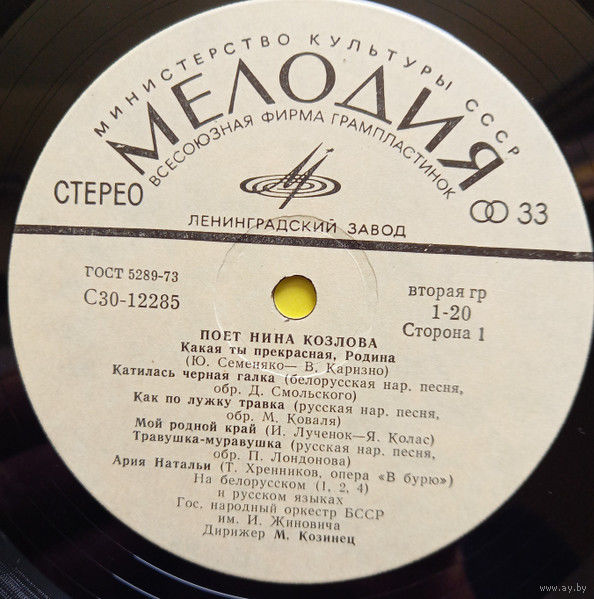 МИНИСТЕРСТВО КУЛЬТУРЫ СССР
МЕЛОДИЯ
ВСЕСОЮЗНАЯ ФИРМА ГРАМПЛАСТИНОК
СТЕРЕО
33
ЛЕНИНГРАДСКИЙ ЗАВОД
ГОСТ 5289-73
С30-12285
вторая гр
1-20
Сторона 1
ПОЕТ НИНА КОЗЛОВА
Какая ты прекрасная, Родина
(Ю. Семеняко— В. Каризно)
Катилась черная галка (белорусская нар. песня,
обр. Д. Смольского)
Как по лужку травка (русская нар. песня,
обр. М. Коваля)
Мой родной край (И. Лученок—Я. Колас)
Травушка-муравушка (русская нар. песня,
обр. П. Лондонова)
Ария Натальи (Т. Хренников, опера «В бурю»)
На белорусском (1, 2, 4)
и русском языках
Гос. народный оркестр БССР
им. И. Жиновича
Дирижер М. Козинец
www.ay.by